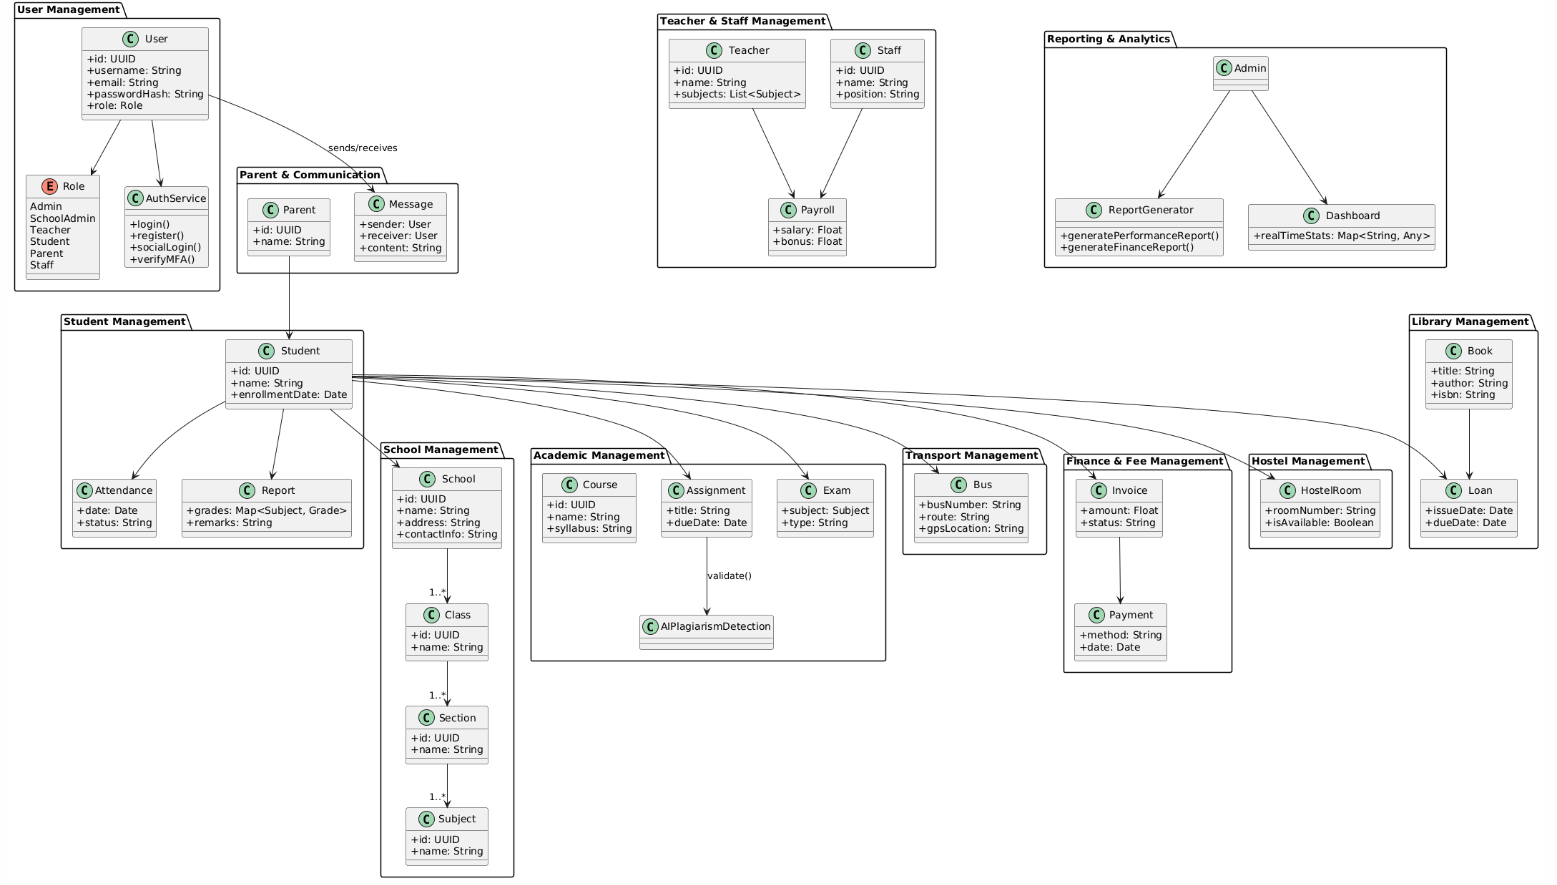 User Management
C User
+id: UUID
+username: String
+email: String
+passwordHash: String
+role: Role
E Role
Admin
SchoolAdmin
Teacher
Student
Parent
Staff
C AuthService
+login()
+register()
+socialLogin()
+verifyMFA()
sends/receives
Parent & Communication
C Parent
+id: UUID
+name: String
C Message
+sender: User
+receiver: User
+content: String
Teacher & Staff Management
C Teacher
+id: UUID
+name: String
+subjects: List<Subject>
C Staff
+id: UUID
+name: String
+position: String
C Payroll
+salary: Float
+bonus: Float
Reporting & Analytics
C Admin
C ReportGenerator
+generatePerformanceReport()
+generateFinanceReport()
C Dashboard
+realTimeStats: Map<String, Any>
Student Management
C Student
+id: UUID
+name: String
+enrollmentDate: Date
C Attendance
+date: Date
+status: String
C Report
+grades: Map<Subject, Grade>
+remarks: String
School Management
C School
+id: UUID
+name: String
+address: String
+contactInfo: String
1..*
C Class
+id: UUID
+name: String
1..*
C Section
+id: UUID
+name: String
1..*
C Subject
+id: UUID
+name: String
Academic Management
C Course
+id: UUID
+name: String
+syllabus: String
C Assignment
+title: String
+dueDate: Date
C Exam
+subject: Subject
+type: String
validate()
C AIPlagiarismDetection
Transport Management
C Bus
+busNumber: String
+route: String
+gpsLocation: String
Finance & Fee Management
C Invoice
+amount: Float
+status: String
C Payment
+method: String
+date: Date
Hostel Management
C HostelRoom
+roomNumber: String
+isAvailable: Boolean
Library Management
C Book
+title: String
+author: String
+isbn: String
C Loan
+issueDate: Date
+dueDate: Date